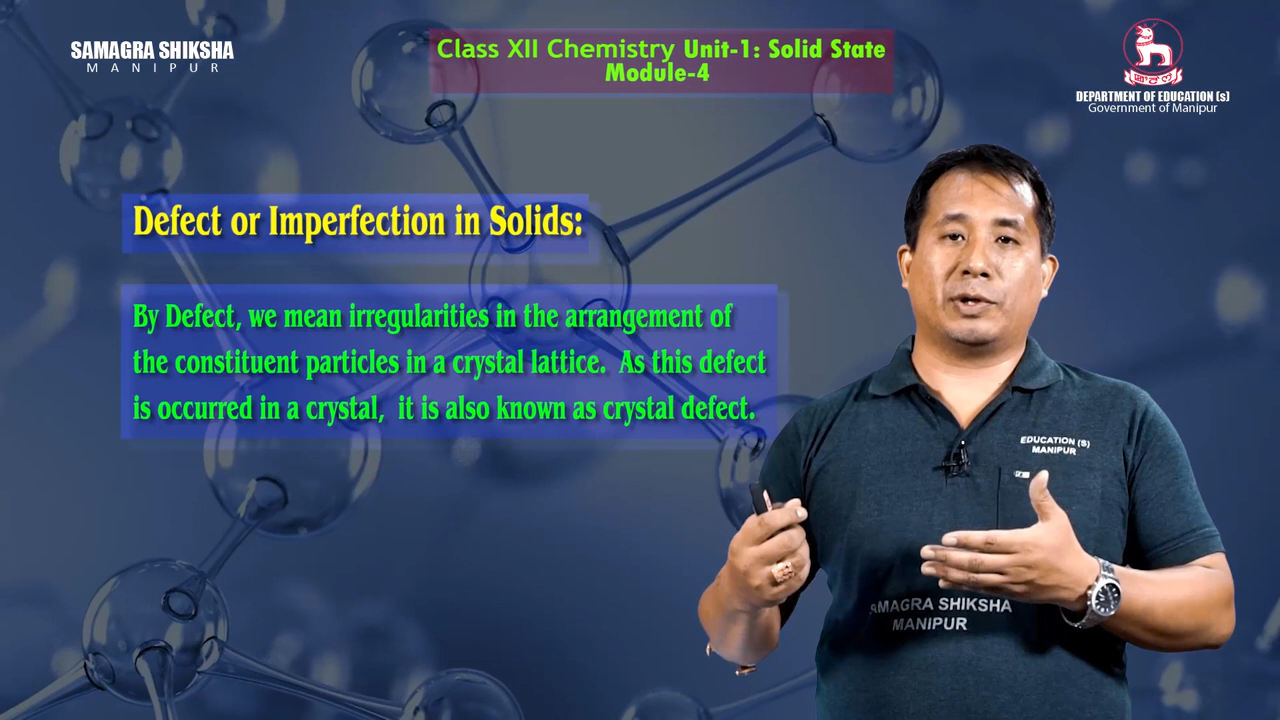 SAMAGRA SHIKSHA
MANIPUR
Class XII Chemistry Unit-1: Solid State
Module-4
DEPARTMENT OF EDUCATION (s)
Government of Manipur
Defect or Imperfection in Solids:
By Defect, we mean irregularities in the arrangement of
the constituent particles in a crystal lattice. As this defect
is occurred in a crystal, it is also known as crystal defect.
EDUCATION (S)
MANIPUR
SAMAGRA SHIKSHA
MANIPUR